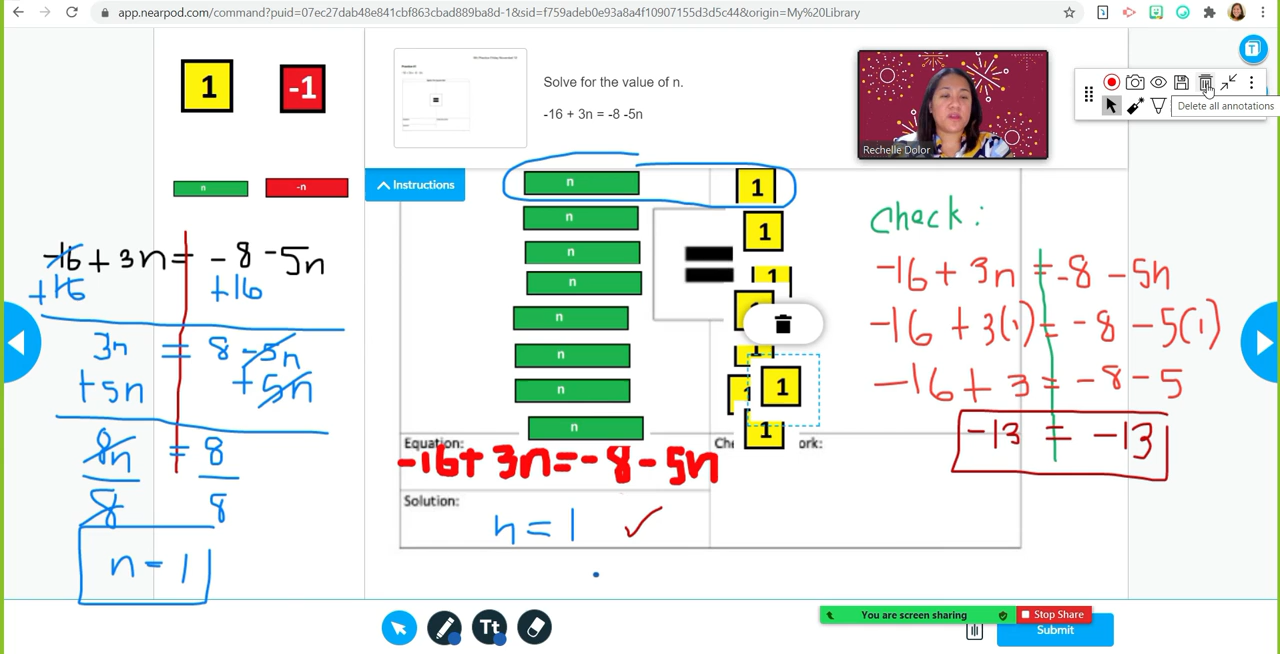 app.nearpod.com/command?puid=07ec27dab48e841cbf863cbad889ba8d-1&sid=f759adeb0e93a8a4f10907155d3d5c44&origin=My%20Library
1
-1
n
-n
-16 + 3n = -8 -5n
+16 +16
3n = 8 -5n
+5n +5n
8n = 8
8 8
n = 1
Solve for the value of n.
-16 + 3n = -8 -5n
Rechelle Dolor
Delete all annotations
Instructions
n 1
n 1
n =
n 1
n
n
n 1
n 1
Equation:
-16+ 3n=-8-5n
Solution:
n = 1 ✓
check:
-16 + 3n = -8 -5n
-16 + 3(1) = -8 -5(1)
-16 + 3 = -8 -5
-13 = -13
Tt
You are screen sharing
Stop Share
Submit